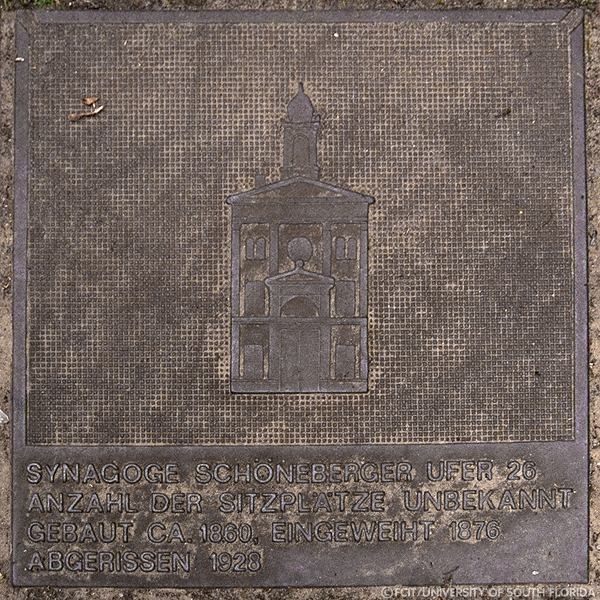 SYNAGOGE SCHÖNEBERGER UFER 26
ANZAHL DER SITZPLÄTZE UNBEKANNT
GEBAUT CA. 1860, EINGEWEIHT 1876
ABGERISSEN 1928
©FCIT/UNIVERSITY OF SOUTH FLORIDA